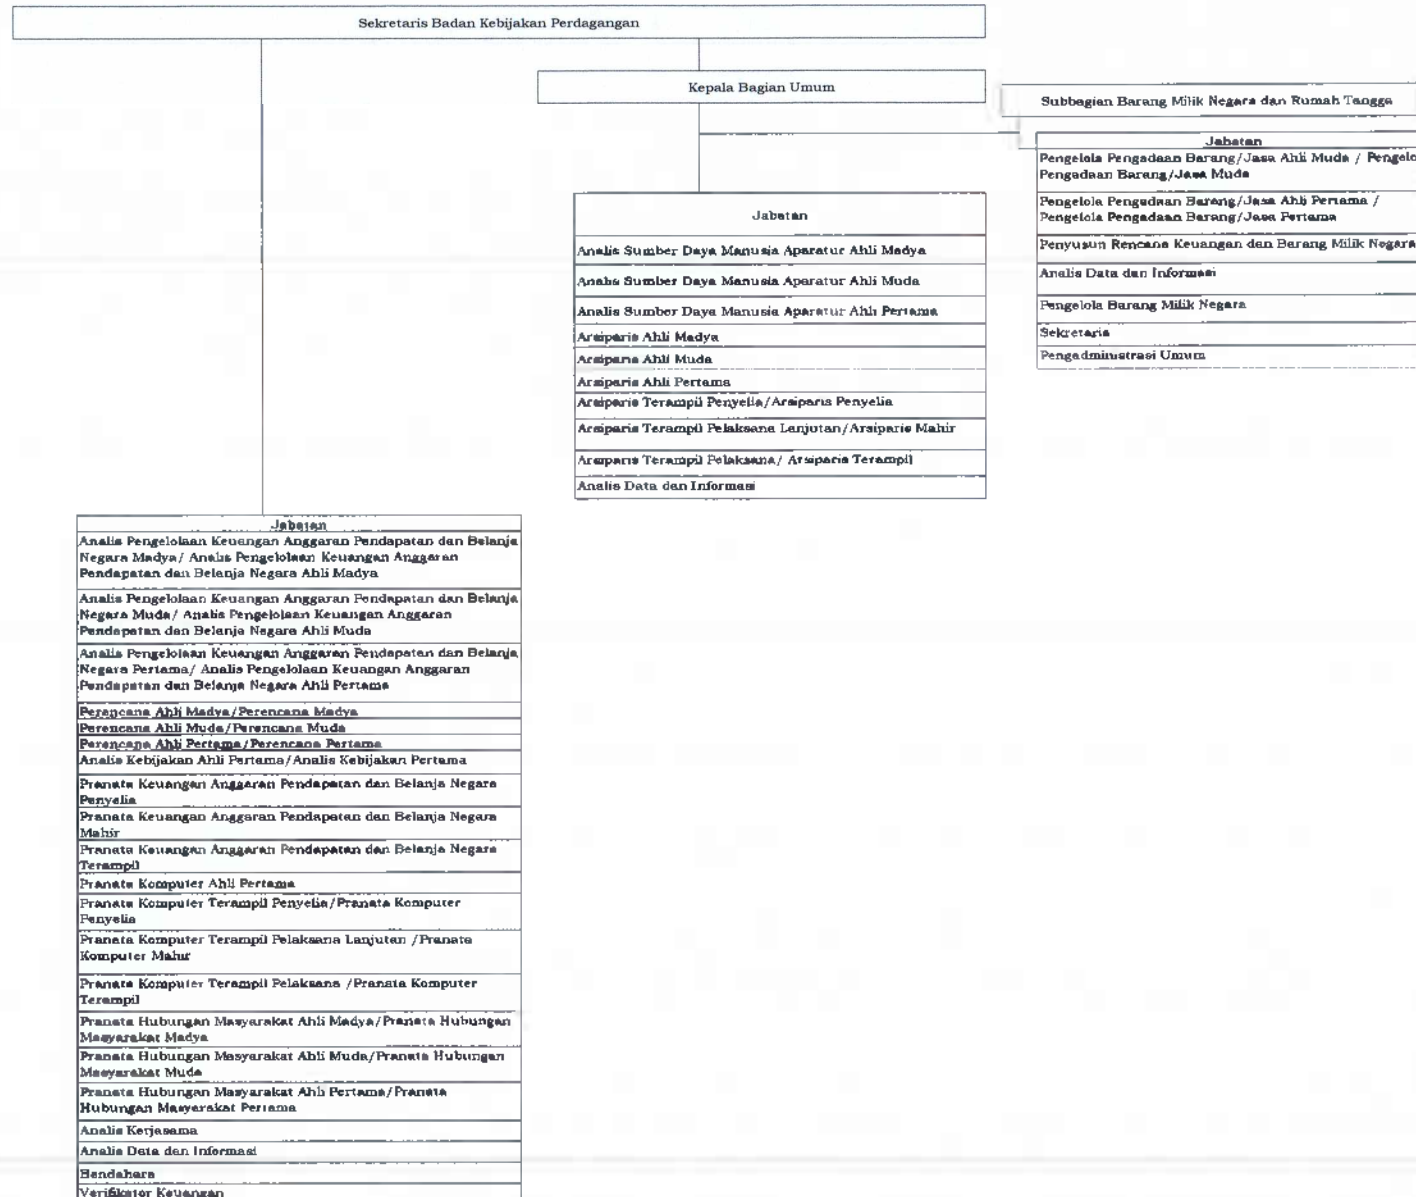 Sekretaris Badan Kebijakan Perdagangan
Kepala Bagian Umum
Subbagian Barang Milik Negara dan Rumah Tangga
Jabatan
Pengelola Pengadaan Barang/Jasa Ahli Muda / Pengelo
Pengadaan Barang/Jasa Muda
Pengelola Pengadaan Barang/Jasa Ahli Pertama /
Pengelola Pengadaan Barang/Jasa Pertama
Penyusun Rencana Keuangan dan Barang Milik Negara
Analis Data dan Informasi
Pengelola Barang Milik Negara
Sekretaris
Pengadministrasi Umum
Jabatan
Analis Sumber Daya Manusia Aparatur Ahli Madya
Analis Sumber Daya Manusia Aparatur Ahli Muda
Analis Sumber Daya Manusia Aparatur Ahli Pertama
Arsiparis Ahli Madya
Arsiparis Ahli Muda
Arsiparis Ahli Pertama
Arsiparis Terampil Penyelia/Arsiparis Penyelia
Arsiparis Terampil Pelaksana Lanjutan/Arsiparis Mahir
Arsiparis Terampil Pelaksana/ Arsiparis Terampil
Analis Data dan Informasi
Jabatan
Analis Pengelolaan Keuangan Anggaran Pendapatan dan Belanja
Negara Madya/ Analis Pengelolaan Keuangan Anggaran
Pendapatan dan Belanja Negara Ahli Madya
Analis Pengelolaan Keuangan Anggaran Pendapatan dan Belanja
Negara Muda/ Analis Pengelolaan Keuangan Anggaran
Pendapatan dan Belanja Negara Ahli Muda
Analis Pengelolaan Keuangan Anggaran Pendapatan dan Belanja
Negara Pertama/ Analis Pengelolaan Keuangan Anggaran
Pendapatan dan Belanja Negara Ahli Pertama
Perencana Ahli Madya/Perencana Madya
Perencana Ahli Muda/Perencana Muda
Perencana Ahli Pertama/Perencana Pertama
Analis Kebijakan Ahli Pertama/Analis Kebijakan Pertama
Pranata Keuangan Anggaran Pendapatan dan Belanja Negara
Penyelia
Pranata Keuangan Anggaran Pendapatan dan Belanja Negara
Mahir
Pranata Keuangan Anggaran Pendapatan dan Belanja Negara
Terampil
Pranata Komputer Ahli Pertama
Pranata Komputer Terampil Penyelia/Pranata Komputer
Penyelia
Pranata Komputer Terampil Pelaksana Lanjutan /Pranata
Komputer Mahir
Pranata Komputer Terampil Pelaksana /Pranata Komputer
Terampil
Pranata Hubungan Masyarakat Ahli Madya/Pranata Hubungan
Masyarakat Madya
Pranata Hubungan Masyarakat Ahli Muda/Pranata Hubungan
Masyarakat Muda
Pranata Hubungan Masyarakat Ahli Pertama/Pranata
Hubungan Masyarakat Pertama
Analis Kerjasama
Analis Data dan Informasi
Bendahara
Verifikator Keuangan